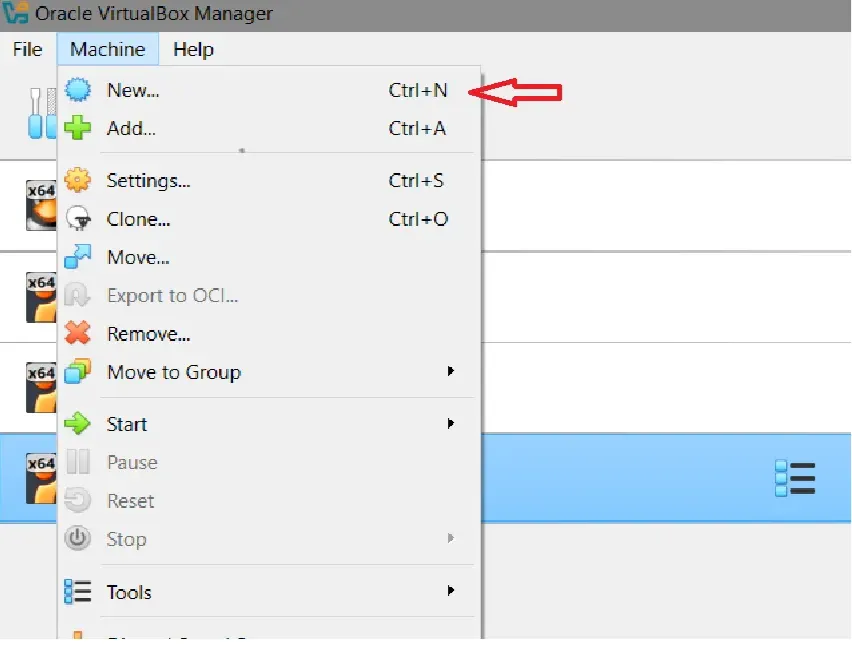 Oracle VirtualBox Manager
File Machine Help
New... Ctrl+N
Add... Ctrl+A
x64
Settings... Ctrl+S
Clone... Ctrl+O
Move...
x64
Export to OCI...
Remove...
x64
Move to Group
Start
x64
Pause
Reset
Stop
Tools